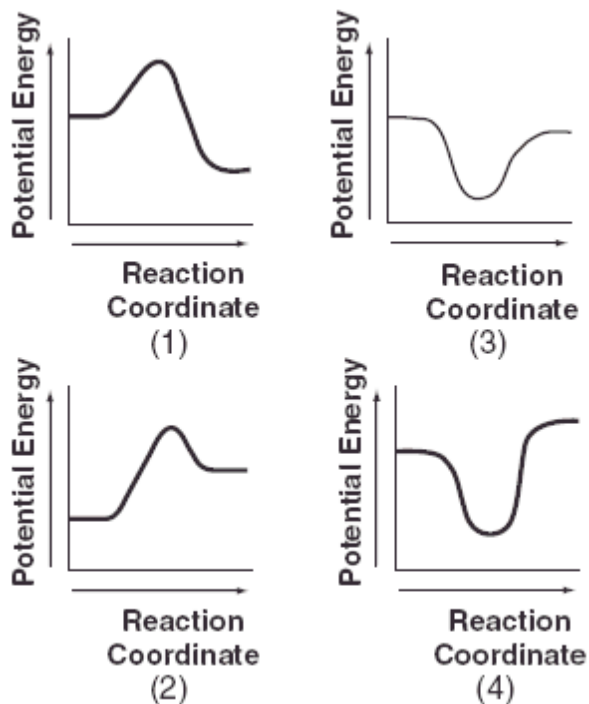 Potential Energy
Reaction
Coordinate
(1)
Potential Energy
Reaction
Coordinate
(3)
Potential Energy
Reaction
Coordinate
(2)
Potential Energy
Reaction
Coordinate
(4)